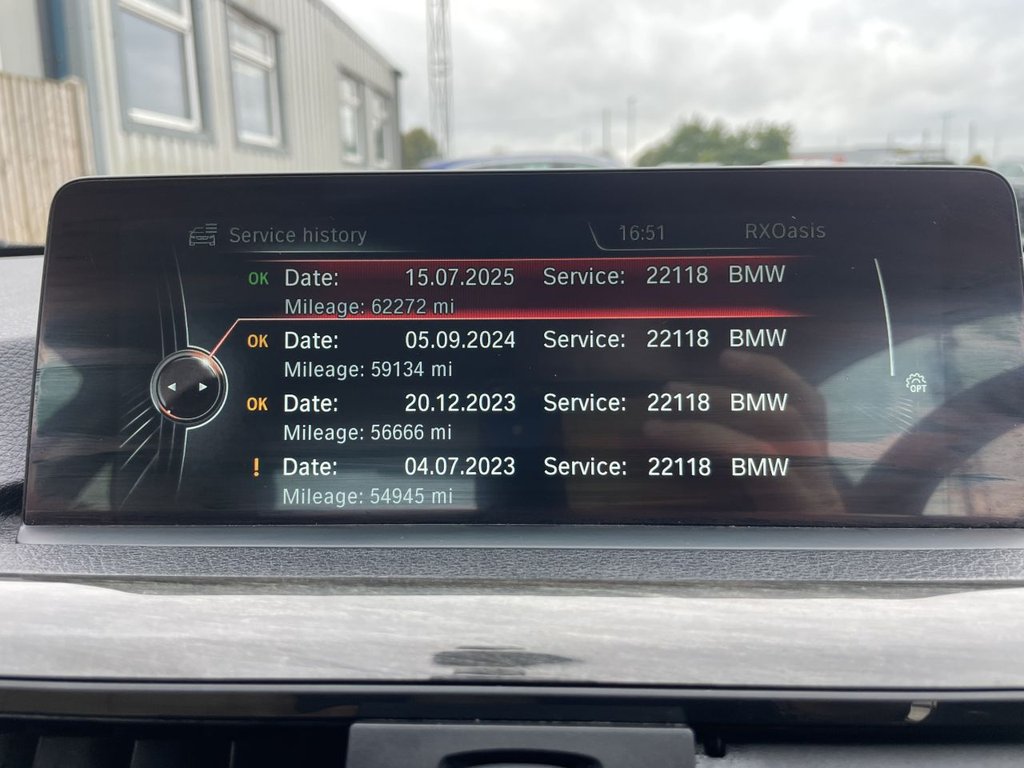 Service history 16:51 RXOasis
OK Date: 15.07.2025 Service: 22118 BMW
Mileage: 62272 mi
OK Date: 05.09.2024 Service: 22118 BMW
Mileage: 59134 mi
OK Date: 20.12.2023 Service: 22118 BMW
Mileage: 56666 mi
! Date: 04.07.2023 Service: 22118 BMW
Mileage: 54945 mi
OPT